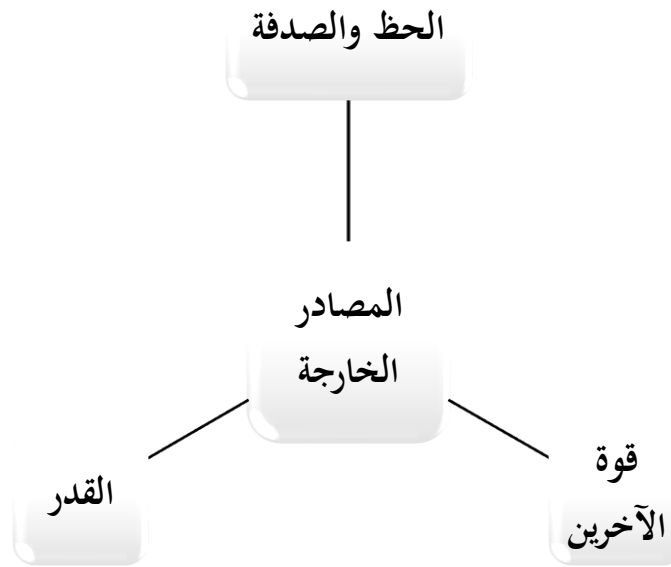 الحظ والصدفة
المصادر
الخارجة
قوة
الآخرين
القدر